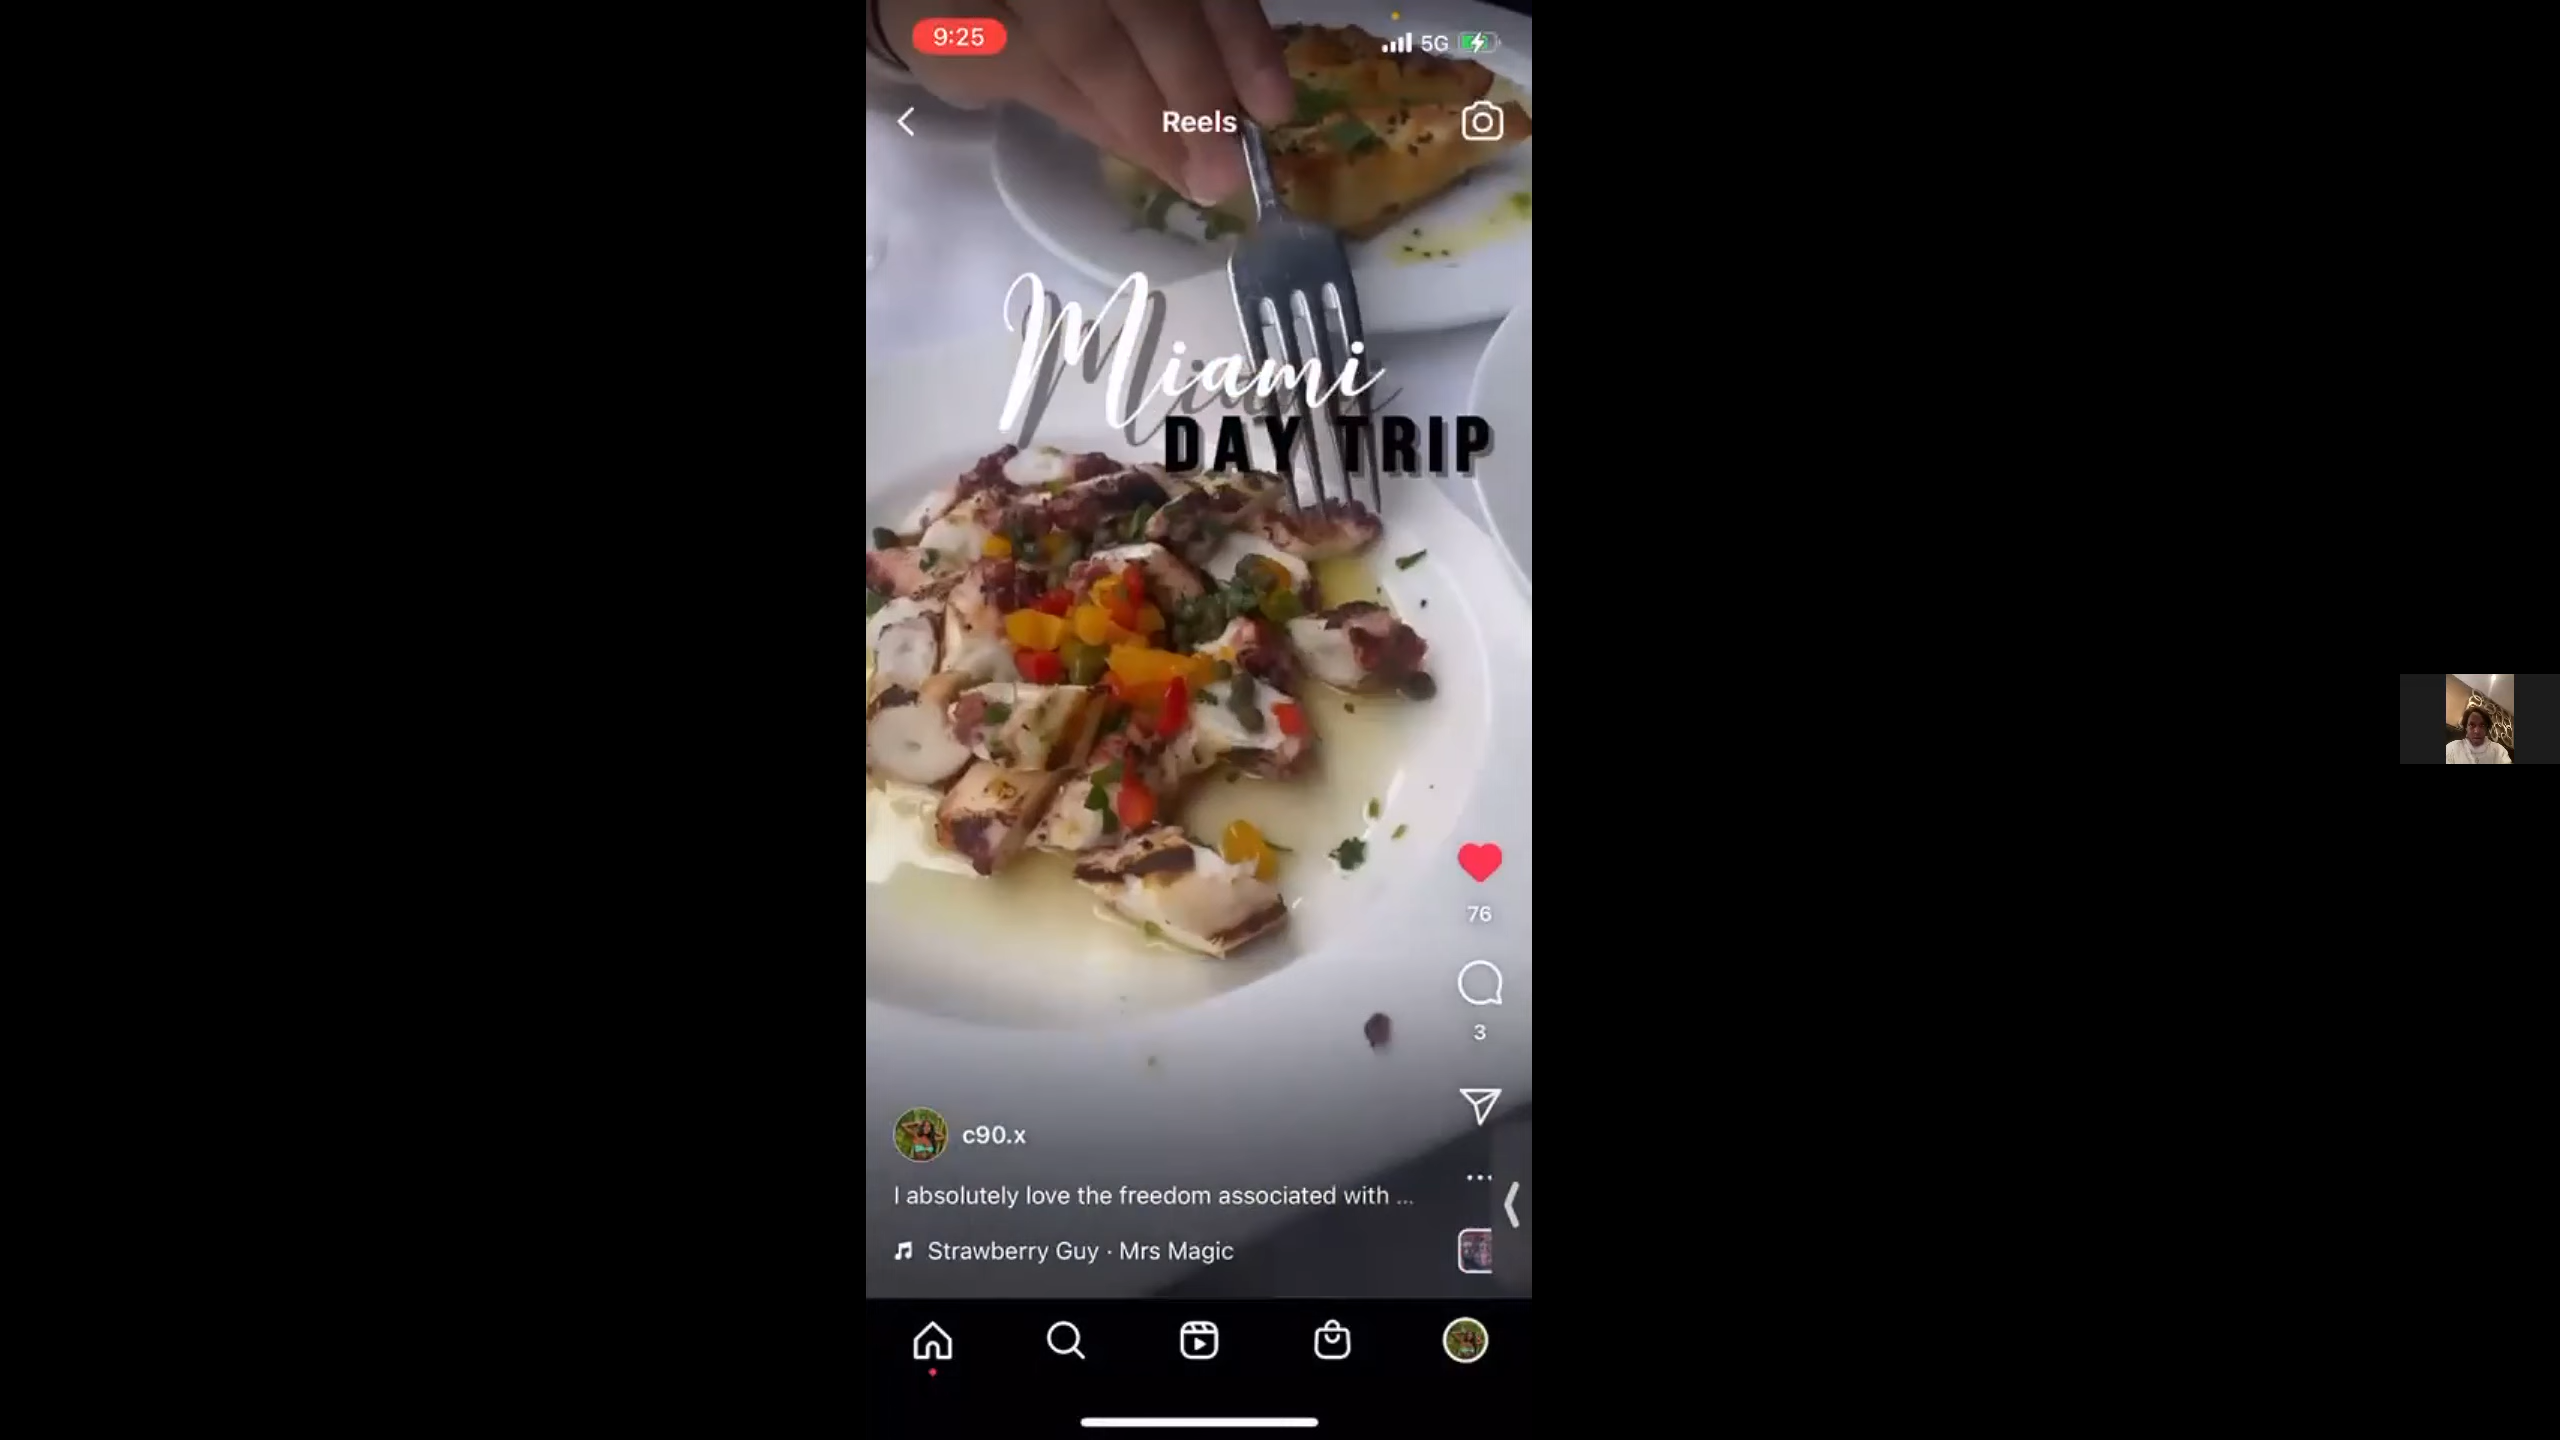 9:25
5G
Reels
Miami
DAY TRIP
76
3
c90.x
I absolutely love the freedom associated with ...
Strawberry Guy · Mrs Magic